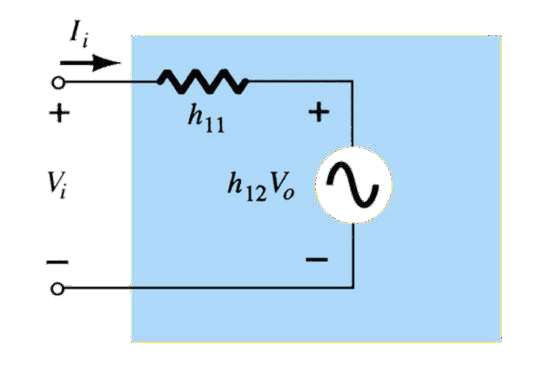 I_i
+
h_11
+
V_i
h_12V_o
−
−